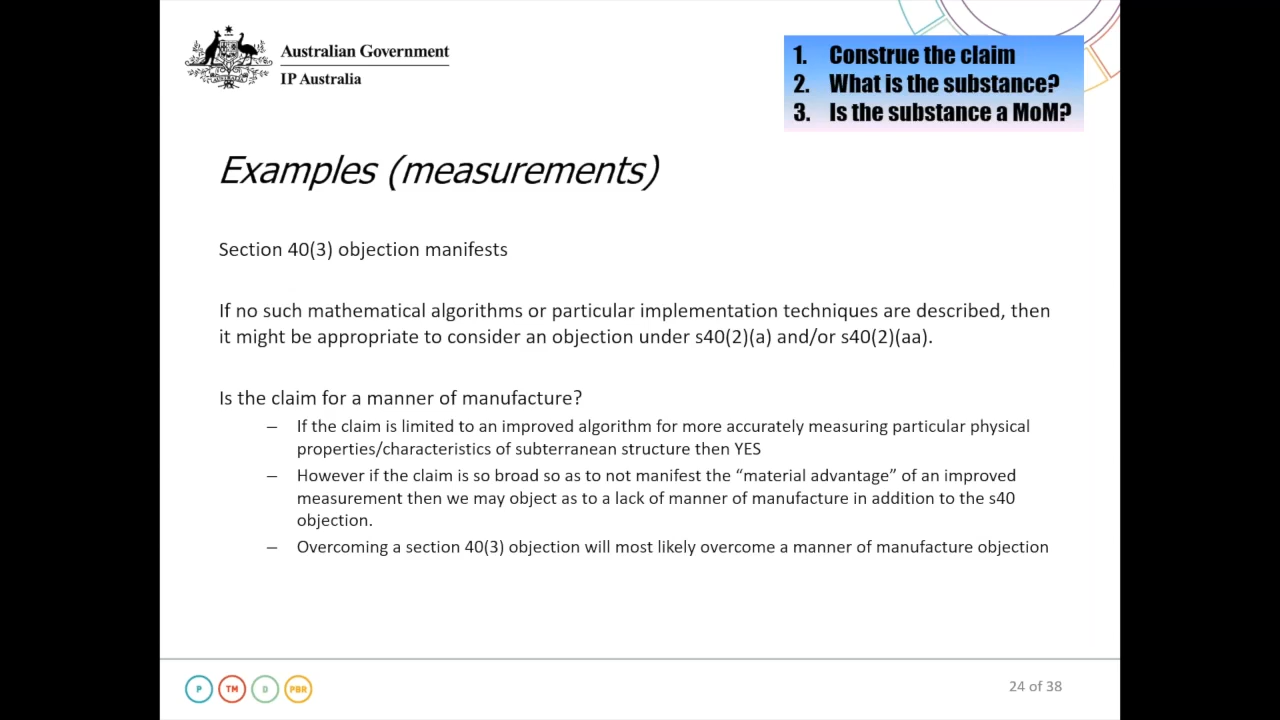 Australian Government
IP Australia
1. Construe the claim
2. What is the substance?
3. Is the substance a MoM?
Examples (measurements)
Section 40(3) objection manifests
If no such mathematical algorithms or particular implementation techniques are described, then
it might be appropriate to consider an objection under s40(2)(a) and/or s40(2)(aa).
Is the claim for a manner of manufacture?
– If the claim is limited to an improved algorithm for more accurately measuring particular physical
properties/characteristics of subterranean structure then YES
– However if the claim is so broad so as to not manifest the “material advantage” of an improved
measurement then we may object as to a lack of manner of manufacture in addition to the s40
objection.
– Overcoming a section 40(3) objection will most likely overcome a manner of manufacture objection
P TM D PBR
24 of 38